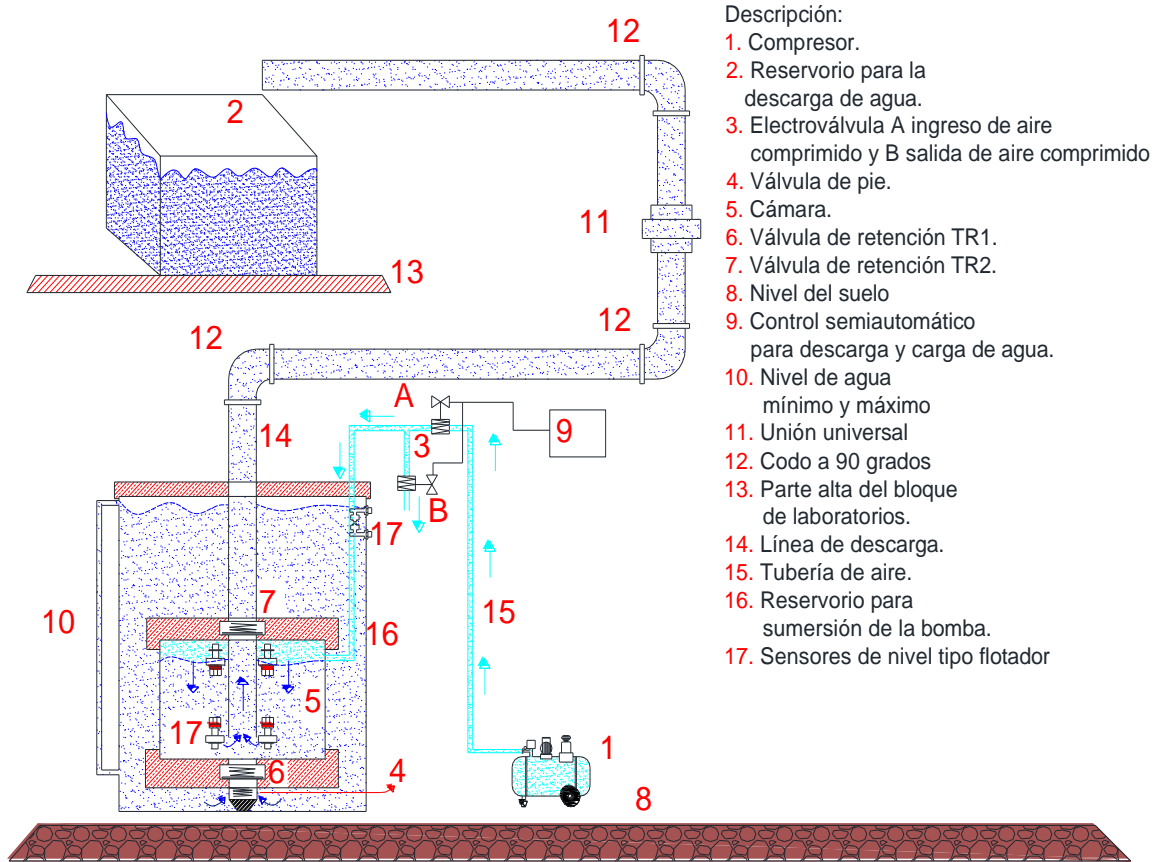 Descripción:
1. Compresor.
2. Reservorio para la
descarga de agua.
3. Electroválvula A ingreso de aire
comprimido y B salida de aire comprimido
4. Válvula de pie.
5. Cámara.
6. Válvula de retención TR1.
7. Válvula de retención TR2.
8. Nivel del suelo
9. Control semiautomático
para descarga y carga de agua.
10. Nivel de agua
mínimo y máximo
11. Unión universal
12. Codo a 90 grados
13. Parte alta del bloque
de laboratorios.
14. Línea de descarga.
15. Tubería de aire.
16. Reservorio para
sumersión de la bomba.
17. Sensores de nivel tipo flotador
12
2
11
13
12
12
A
14
3
9
B
17
7
10
16
15
5
17
6
4
1
8